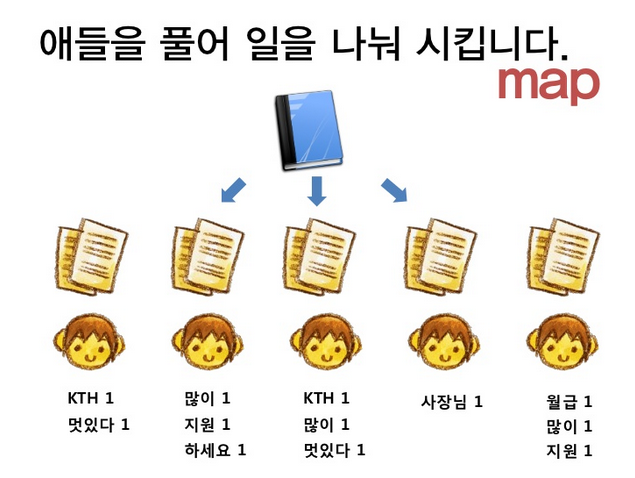 애들을 풀어 일을 나눠 시킵니다.
map
KTH 1
멋있다 1
많이 1
지원 1
하세요 1
KTH 1
많이 1
멋있다 1
사장님 1
월급 1
많이 1
지원 1